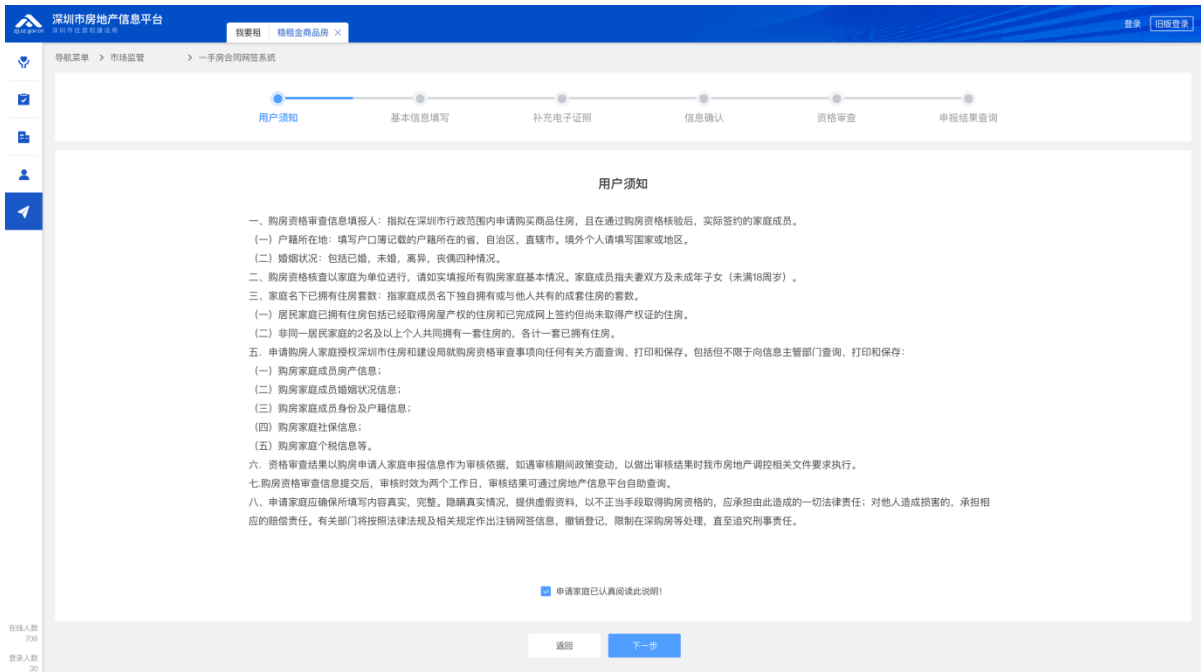 深圳市房地产信息平台
深圳市住房和建设局
我要租 稳租金商品房 ×
登录 旧版登录
导航菜单 > 市场监管 > 一手房合同网签系统
用户须知 基本信息填写 补充电子证照 信息确认 资格审查 申报结果查询
用户须知
一、购房资格审查信息填报人：指拟在深圳市行政范围内申请购买商品住房，且在通过购房资格核验后，实际签约的家庭成员。
（一）户籍所在地：填写户口簿记载的户籍所在的省，自治区，直辖市。境外个人请填写国家或地区。
（二）婚姻状况：包括已婚，未婚，离异，丧偶四种情况。
二、购房资格核查以家庭为单位进行，请如实填报所有购房家庭基本情况。家庭成员指夫妻双方及未成年子女（未满18周岁）。
三、家庭名下已拥有住房套数：指家庭成员名下独自拥有或与他人共有的成套住房的套数。
（一）居民家庭已拥有住房包括已经取得房屋产权的住房和已完成网上签约但尚未取得产权证的住房。
（二）非同一居民家庭的2名及以上个人共同拥有一套住房的，各计一套已拥有住房。
五．申请购房人家庭授权深圳市住房和建设局就购房资格审查事项向任何有关方面查询、打印和保存。包括但不限于向信息主管部门查询、打印和保存：
（一）购房家庭成员房产信息；
（二）购房家庭成员婚姻状况信息；
（三）购房家庭成员身份及户籍信息；
（四）购房家庭社保信息；
（五）购房家庭个税信息等。
六．资格审查结果以购房申请人家庭申报信息作为审核依据，如遇审核期间政策变动，以做出审核结果时我市房地产调控相关文件要求执行。
七.购房资格审查信息提交后，审核时效为两个工作日，审核结果可通过房地产信息平台自助查询。
八、申请家庭应确保所填写内容真实，完整。隐瞒真实情况，提供虚假资料，以不正当手段取得购房资格的，应承担由此造成的一切法律责任；对他人造成损害的，承担相
应的赔偿责任。有关部门将按照法律法规及相关规定作出注销网签信息，撤销登记，限制在深购房等处理，直至追究刑事责任。
申请家庭已认真阅读此说明！
返回 下一步
在线人数
708
登录人数
30